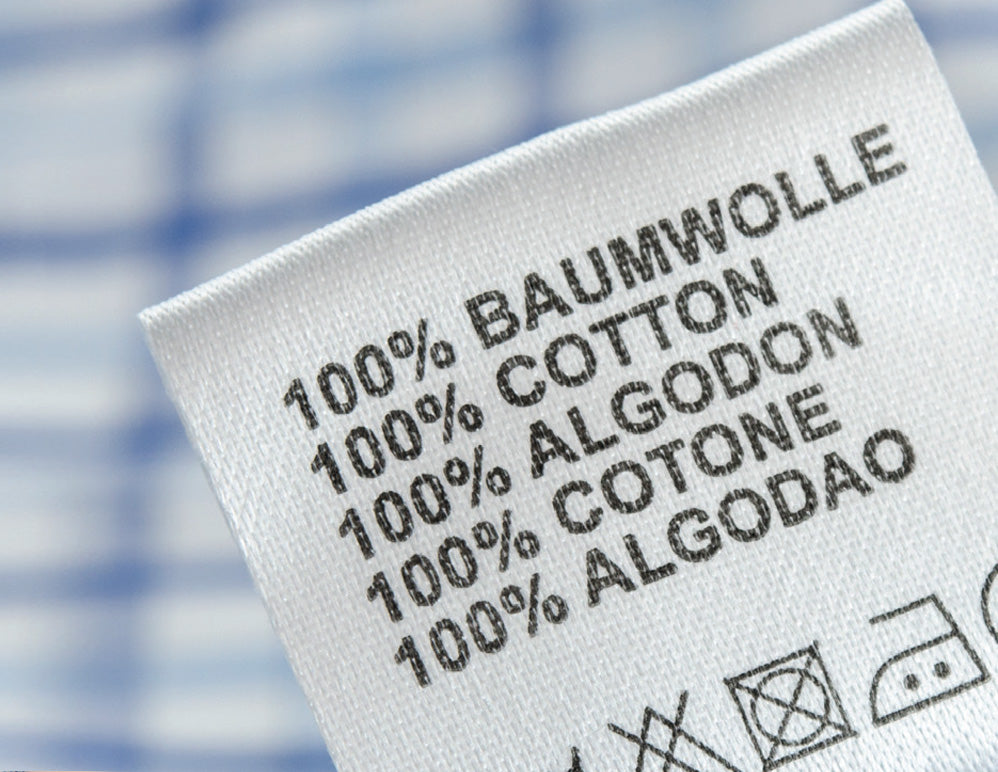 100% BAUMWOLLE
100% COTTON
100% ALGODON
100% COTONE
100% ALGODAO